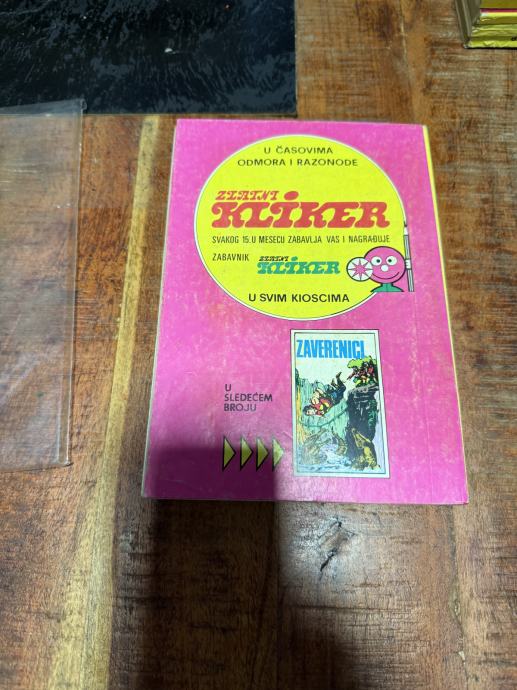 U ČASOVIMA
ODMORA I RAZONODE
ZLATNI
KLIKER
SVAKOG 15. U MESECU ZABAVLJA VAS I NAGRAĐUJE
ZABAVNIK ZLATNI KLIKER
U SVIM KIOSCIMA
ZAVERENICI
U
SLEDEĆEM
BROJU